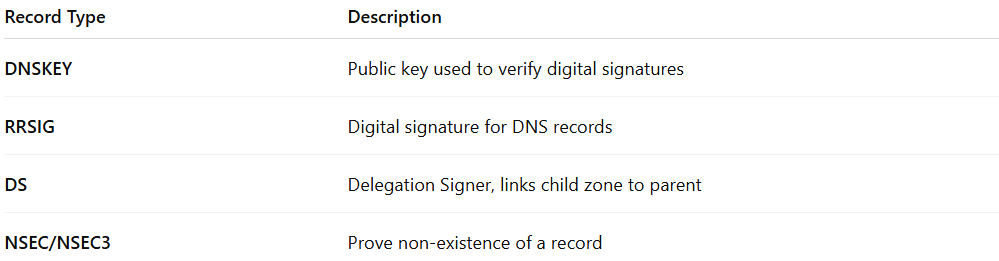 Record Type Description
DNSKEY Public key used to verify digital signatures
RRSIG Digital signature for DNS records
DS Delegation Signer, links child zone to parent
NSEC/NSEC3 Prove non-existence of a record